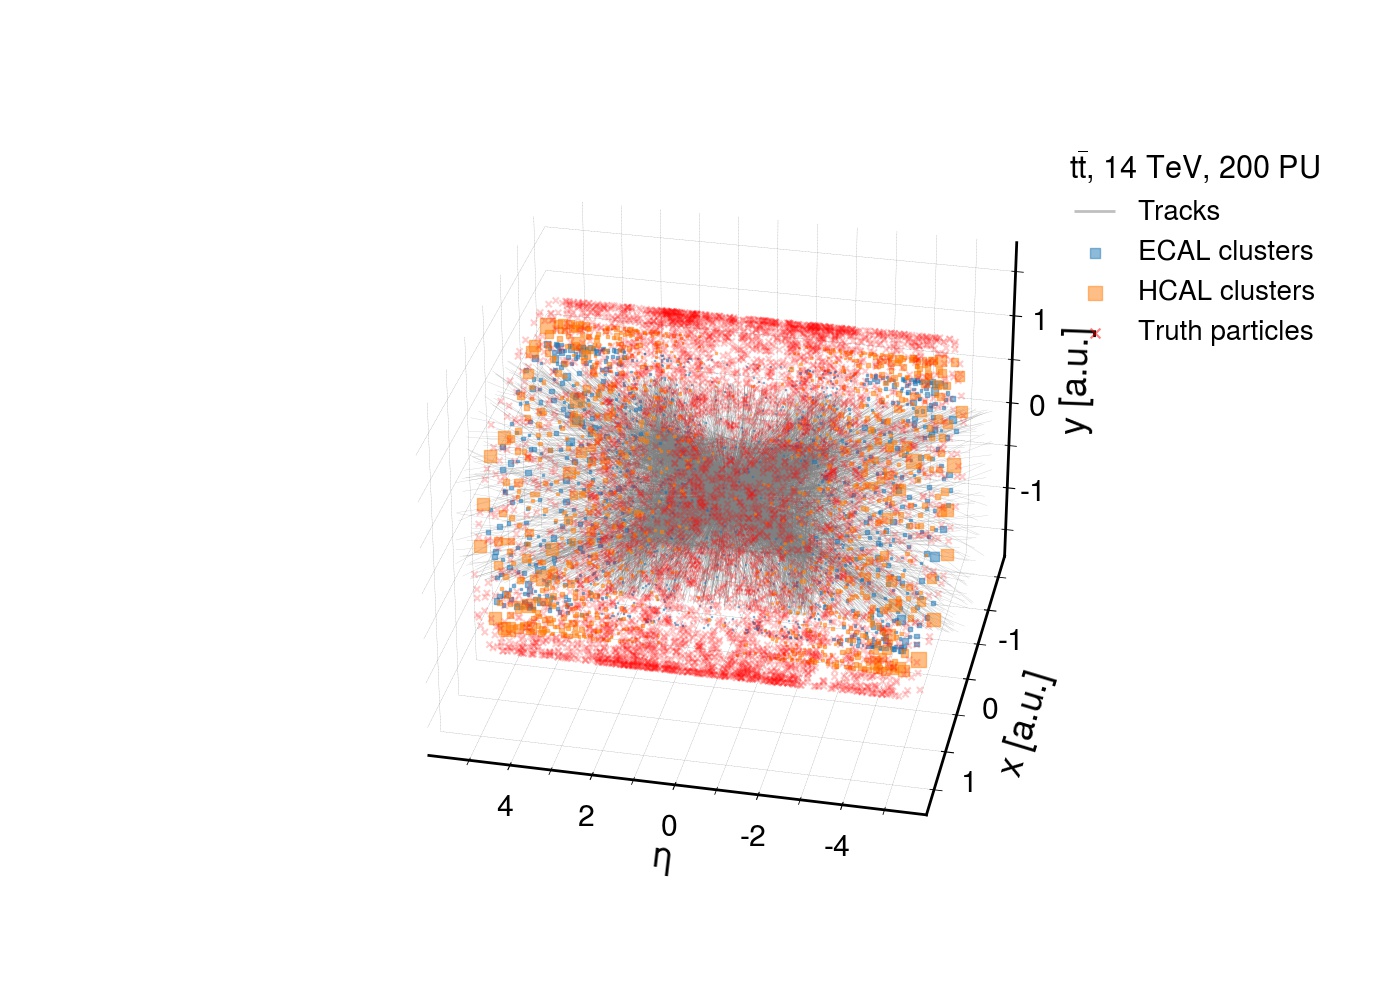 tt̄, 14 TeV, 200 PU
Tracks
ECAL clusters
HCAL clusters
Truth particles
1
0
-1
y [a.u.]
-1
0
1
x [a.u.]
4
2
0
-2
-4
η